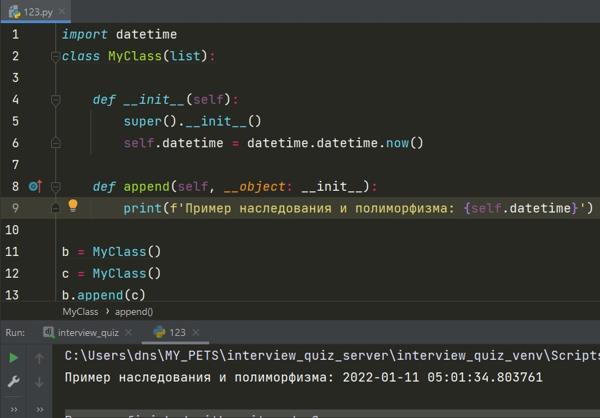 123.py
1 import datetime
2 class MyClass(list):
3
4 def __init__(self):
5 super().__init__()
6 self.datetime = datetime.datetime.now()
7
8 def append(self, __object: __init__):
9 print(f'Пример наследования и полиморфизма: {self.datetime}')
10
11 b = MyClass()
12 c = MyClass()
13 b.append(c)
MyClass › append()
Run: interview_quiz 123
C:\Users\dns\MY_PETS\interview_quiz_server\interview_quiz_venv\Scripts
Пример наследования и полиморфизма: 2022-01-11 05:01:34.803761